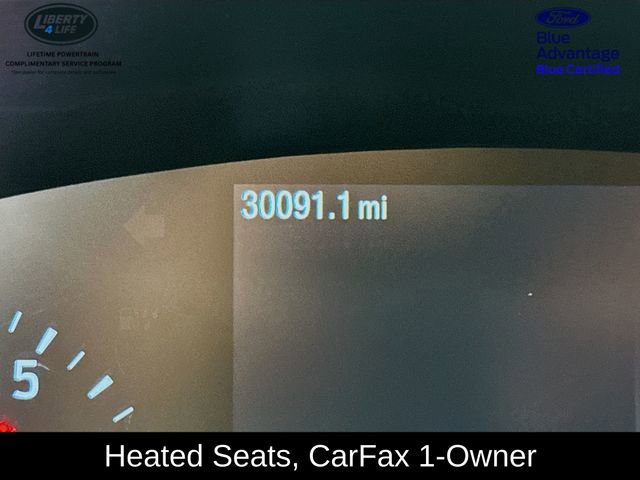 LIBERTY
4 LIFE
LIFETIME POWERTRAIN
COMPLIMENTARY SERVICE PROGRAM
Ford
Blue
Advantage
Blue Certified
30091.1 mi
5
Heated Seats, CarFax 1-Owner